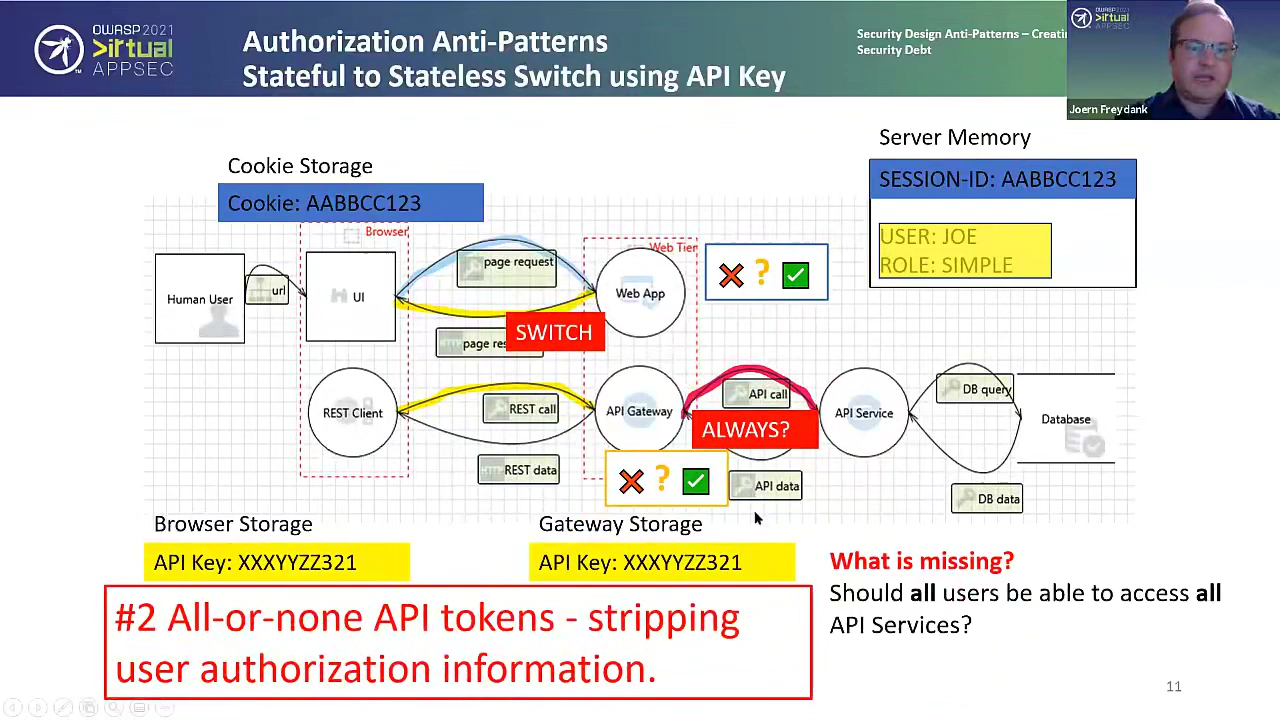 OWASP 2021
Virtual
APPSEC
Authorization Anti-Patterns
Stateful to Stateless Switch using API Key
Security Design Anti-Patterns – Creatin
Security Debt
OWASP 2021
Virtual
APPSEC
Joern Freydank
Server Memory
SESSION-ID: AABBCC123
USER: JOE
ROLE: SIMPLE
Cookie Storage
Cookie: AABBCC123
Browser
Web Tier
Human User
url
UI
page request
Web App
page res
SWITCH
REST Client
REST call
REST data
API Gateway
API call
ALWAYS?
API data
API Service
DB query
DB data
Database
?
?
Browser Storage
API Key: XXXYYZZ321
Gateway Storage
API Key: XXXYYZZ321
What is missing?
Should all users be able to access all
API Services?
#2 All-or-none API tokens - stripping
user authorization information.
11